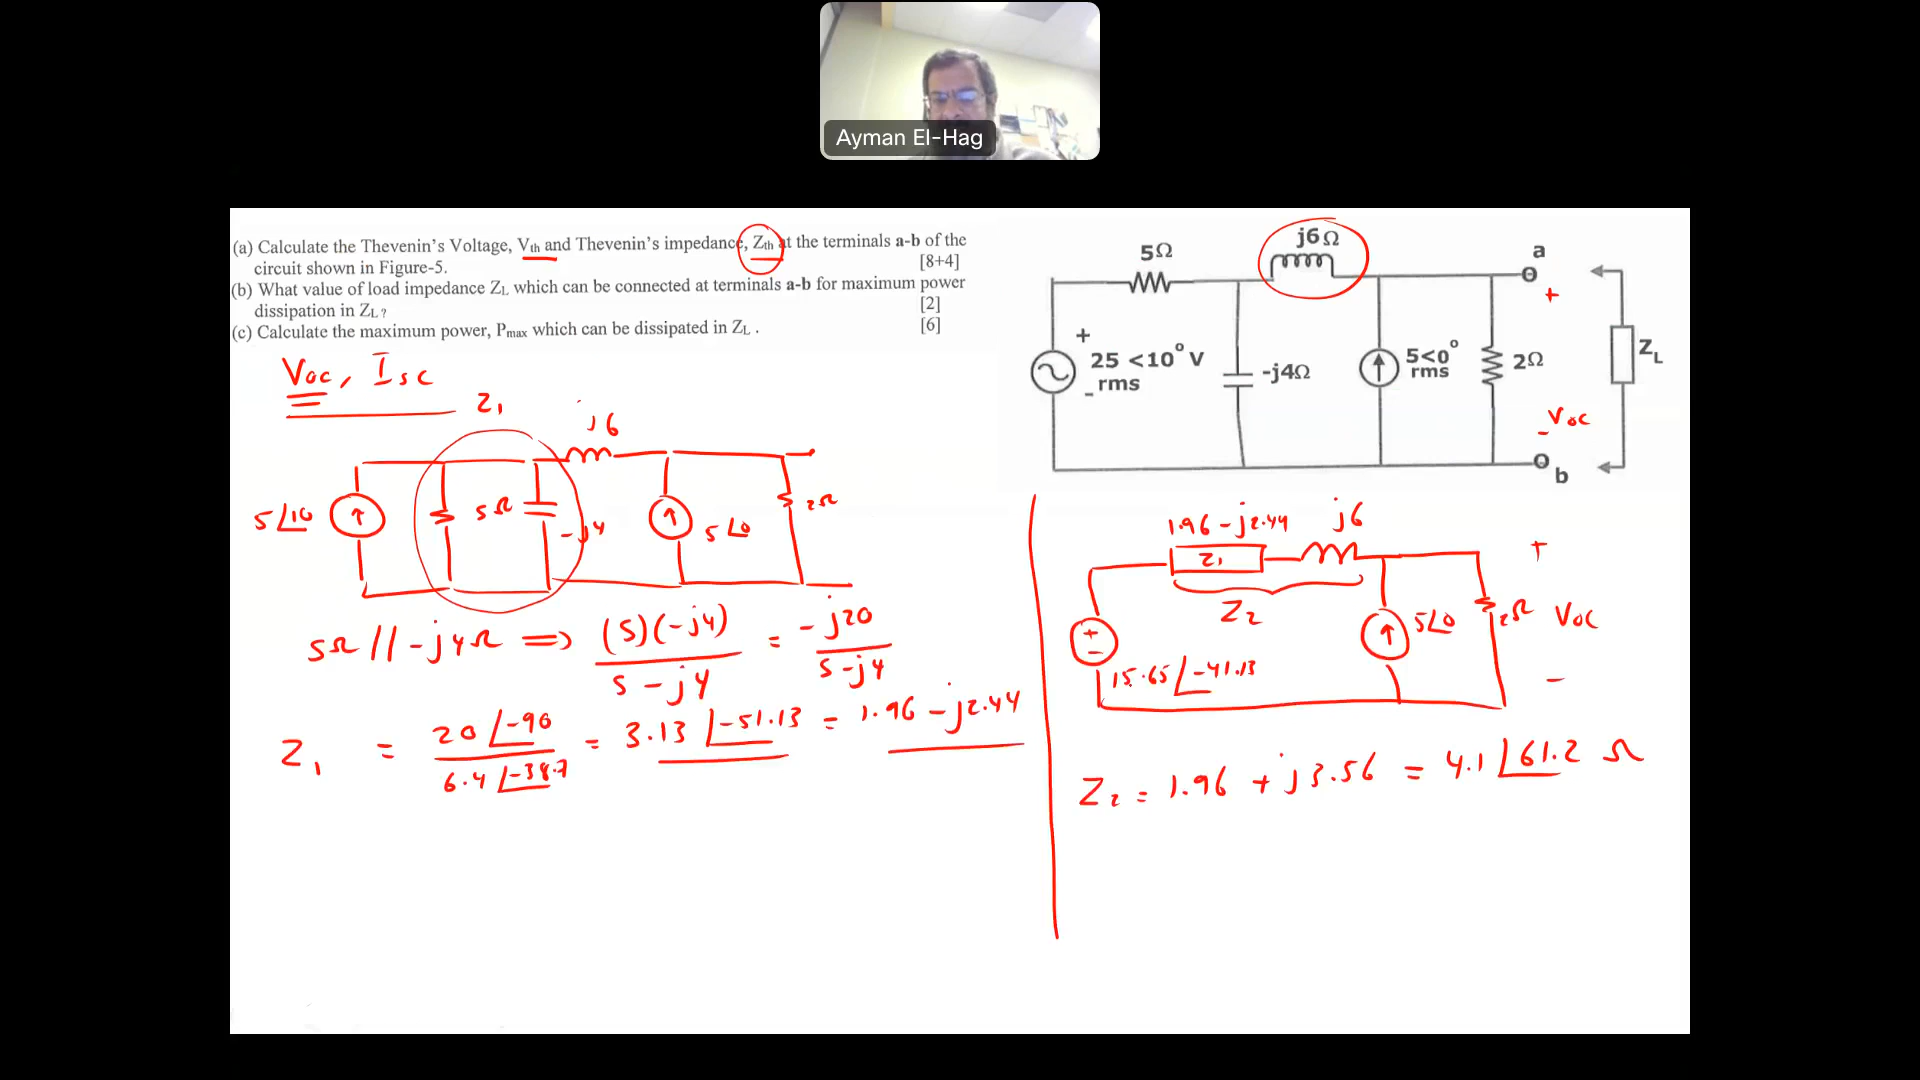 Ayman El-Hag
(a) Calculate the Thevenin's Voltage, Vth and Thevenin's impedance, Zth at the terminals a-b of the
circuit shown in Figure-5. [8+4]
(b) What value of load impedance ZL which can be connected at terminals a-b for maximum power
dissipation in ZL? [2]
(c) Calculate the maximum power, Pmax which can be dissipated in ZL . [6]
Voc, Isc
Z1
j6
5∠10
5Ω
-j4
5∠0
2Ω
5Ω // -j4Ω ⟹ (5)(-j4) / 5 - j4 = -j20 / 5-j4
Z1 = 20∠-90 / 6.4∠-38.7 = 3.13∠-51.13 = 1.96 - j2.44
5Ω
j6Ω
a
+
+
25 <10° V
- rms
-j4Ω
5<0°
rms
2Ω
ZL
- Voc
b
1.96 - j2.44
j6
Z1
+
Z2
+
-
15.65∠-41.13
5∠0
2Ω
Voc
-
Z2 = 1.96 + j3.56 = 4.1∠61.2 Ω